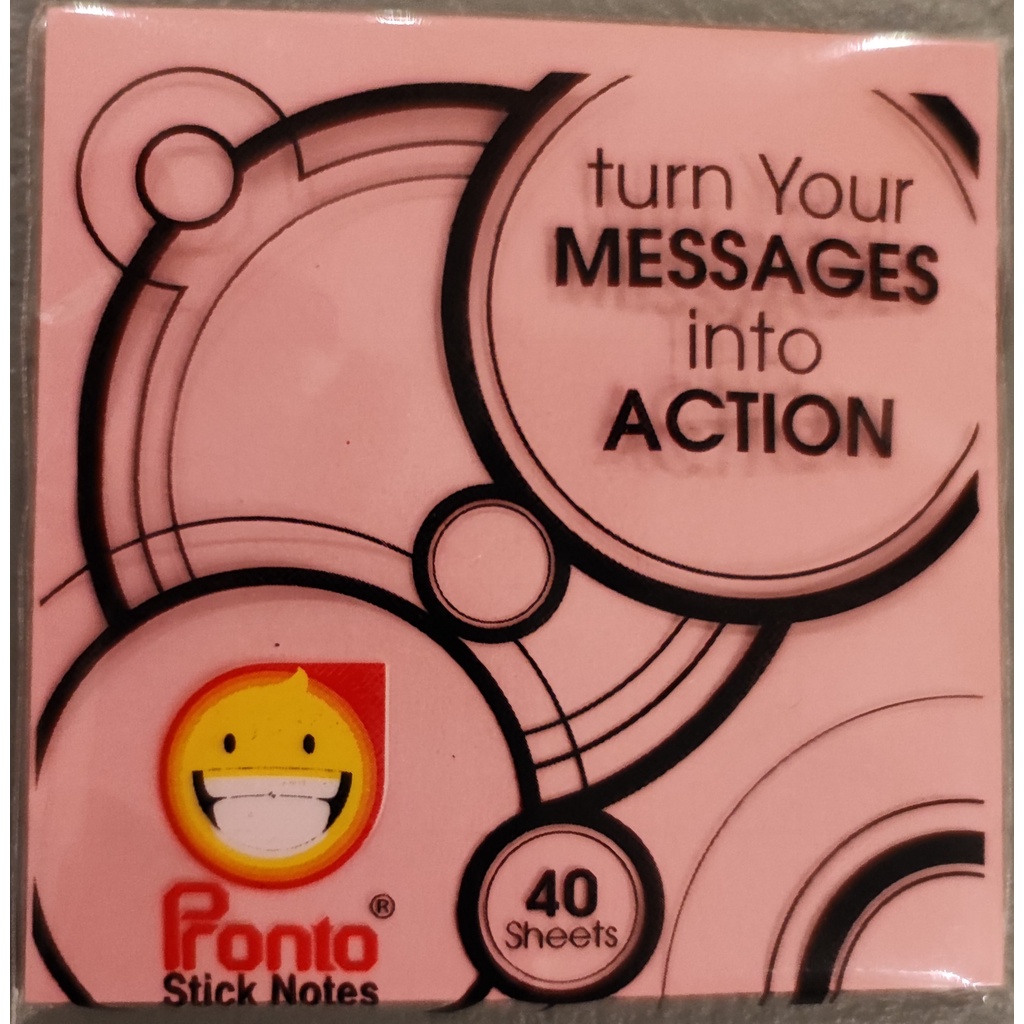 turn Your
MESSAGES
into
ACTION
40
Sheets
Pronto®
Stick Notes